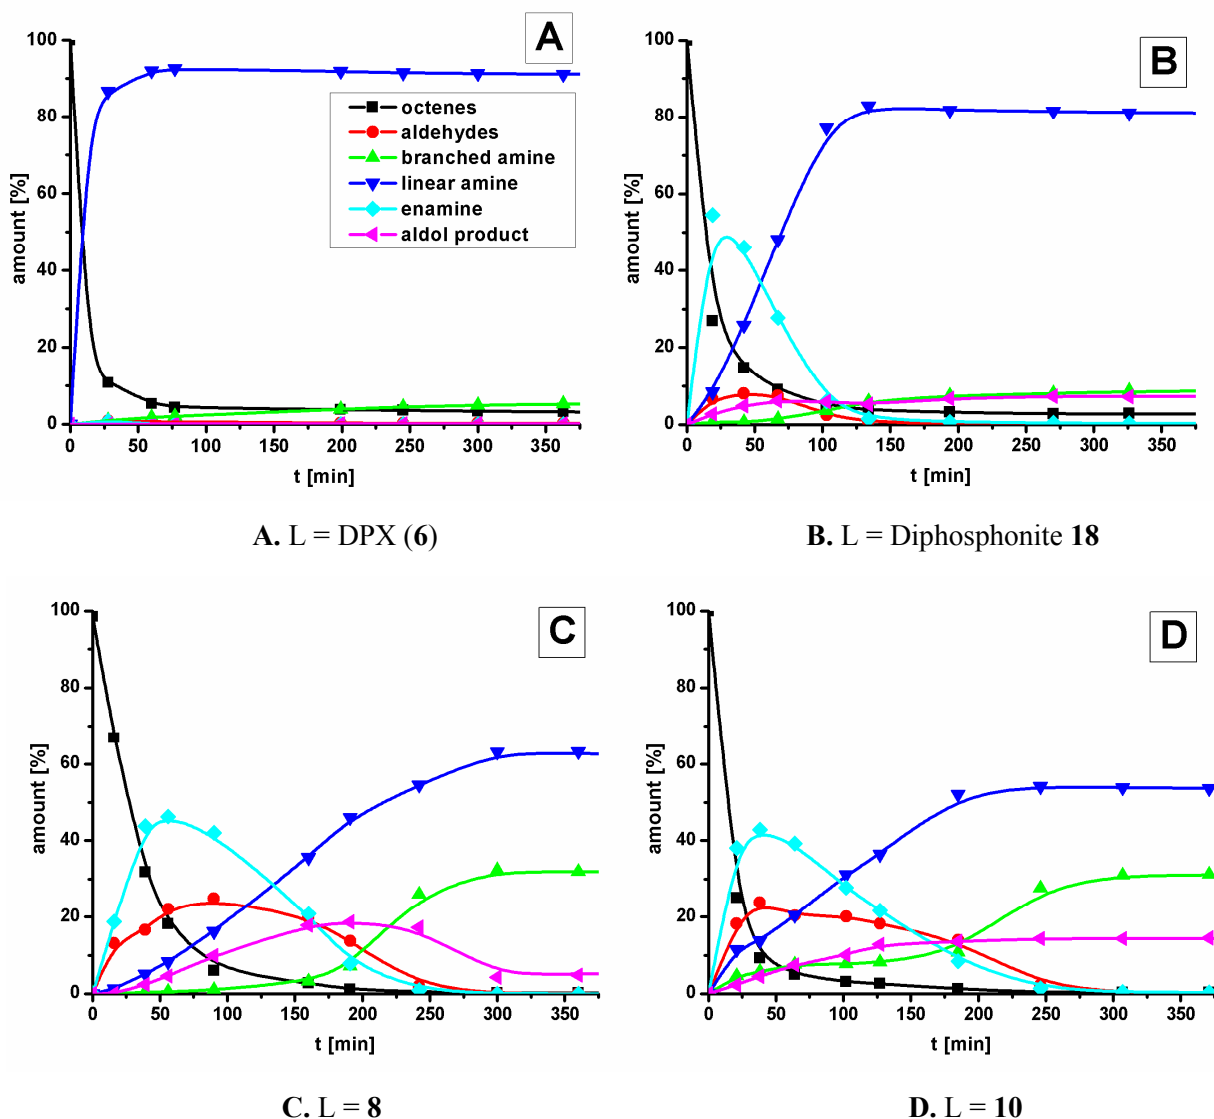 A
100
80
60
40
20
0
amount [%]
octenes
aldehydes
branched amine
linear amine
enamine
aldol product
0 50 100 150 200 250 300 350
t [min]
A. L = DPX (6)
B
100
80
60
40
20
0
amount [%]
0 50 100 150 200 250 300 350
t [min]
B. L = Diphosphonite 18
C
100
80
60
40
20
0
amount [%]
0 50 100 150 200 250 300 350
t [min]
C. L = 8
D
100
80
60
40
20
0
amount [%]
0 50 100 150 200 250 300 350
t [min]
D. L = 10